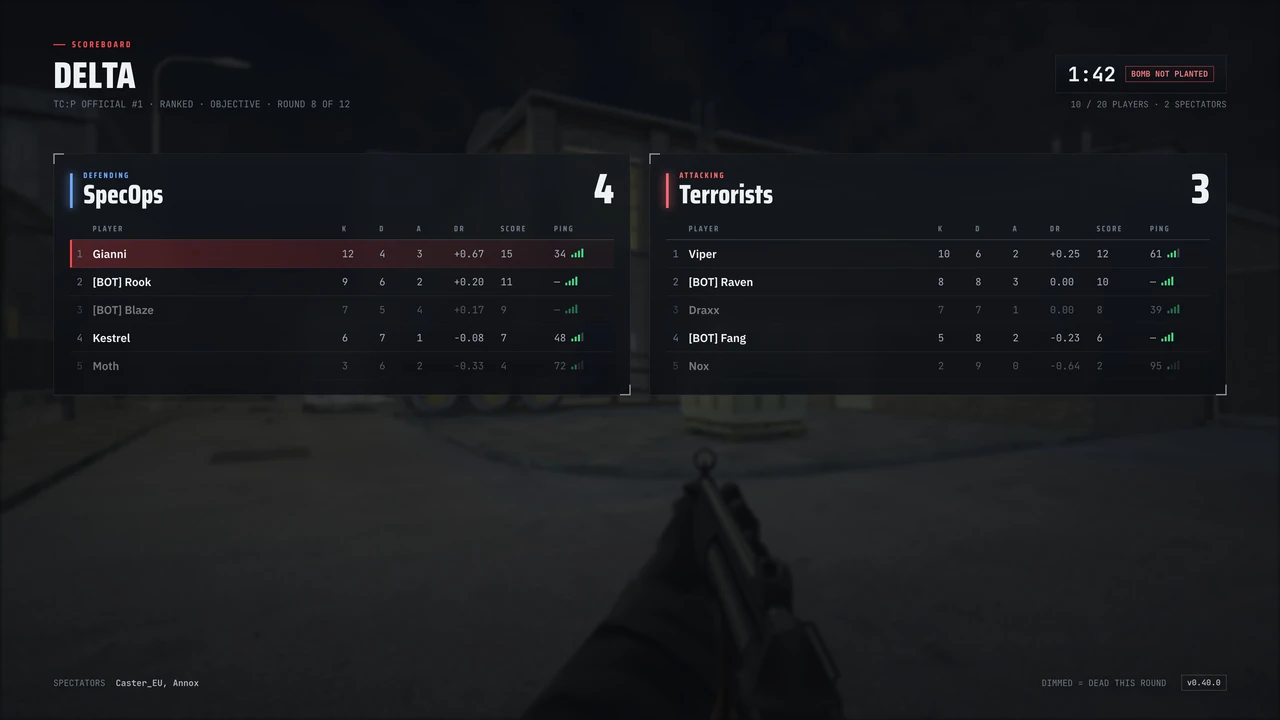 SCOREBOARD
DELTA
TC:P OFFICIAL #1 · RANKED · OBJECTIVE · ROUND 8 OF 12
1:42 BOMB NOT PLANTED
10 / 20 PLAYERS · 2 SPECTATORS
DEFENDING
SpecOps 4
PLAYER K D A DR SCORE PING
1 Gianni 12 4 3 +0.67 15 34
2 [BOT] Rook 9 6 2 +0.20 11 —
3 [BOT] Blaze 7 5 4 +0.17 9 —
4 Kestrel 6 7 1 -0.08 7 48
5 Moth 3 6 2 -0.33 4 72
ATTACKING
Terrorists 3
PLAYER K D A DR SCORE PING
1 Viper 10 6 2 +0.25 12 61
2 [BOT] Raven 8 8 3 0.00 10 —
3 Draxx 7 7 1 0.00 8 39
4 [BOT] Fang 5 8 2 -0.23 6 —
5 Nox 2 9 0 -0.64 2 95
SPECTATORS Caster_EU, Annox
DIMMED = DEAD THIS ROUND v0.40.0